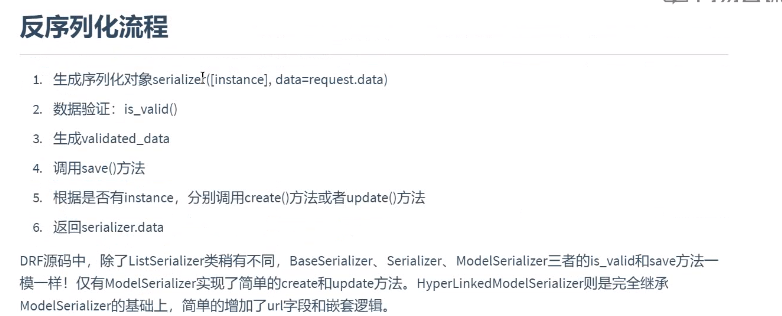 反序列化流程
1. 生成序列化对象serializer([instance], data=request.data)
2. 数据验证：is_valid()
3. 生成validated_data
4. 调用save()方法
5. 根据是否有instance，分别调用create()方法或者update()方法
6. 返回serializer.data
DRF源码中，除了ListSerializer类稍有不同，BaseSerializer、Serializer、ModelSerializer三者的is_valid和save方法一
模一样！仅有ModelSerializer实现了简单的create和update方法。HyperLinkedModelSerializer则是完全继承
ModelSerializer的基础上，简单的增加了url字段和嵌套逻辑。